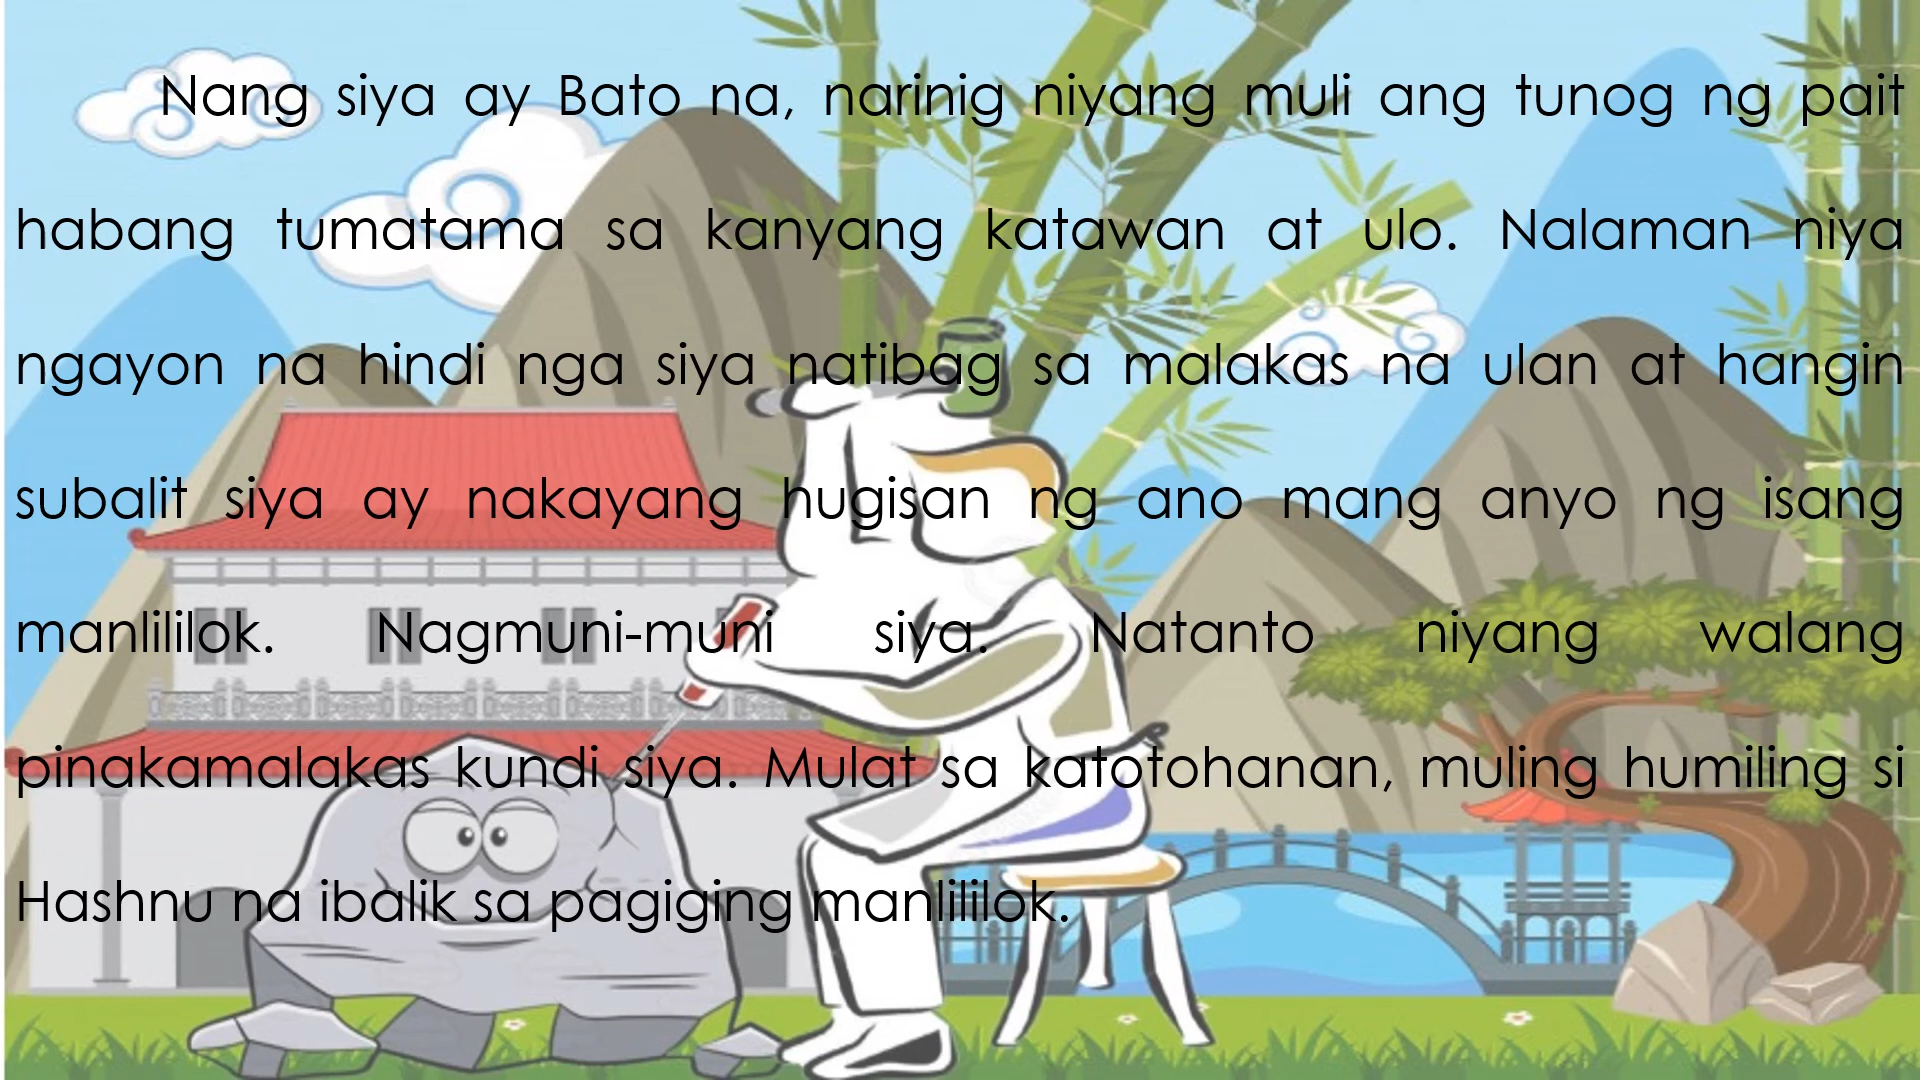 Nang siya ay Bato na, narinig niyang muli ang tunog ng pait
habang tumatama sa kanyang katawan at ulo. Nalaman niya
ngayon na hindi nga siya natibag sa malakas na ulan at hangin
subalit siya ay nakayang hugisan ng ano mang anyo ng isang
manlililok. Nagmuni-muni siya. Natanto niyang walang
pinakamalakas kundi siya. Mulat sa katotohanan, muling humiling si
Hashnu na ibalik sa pagiging manlililok.